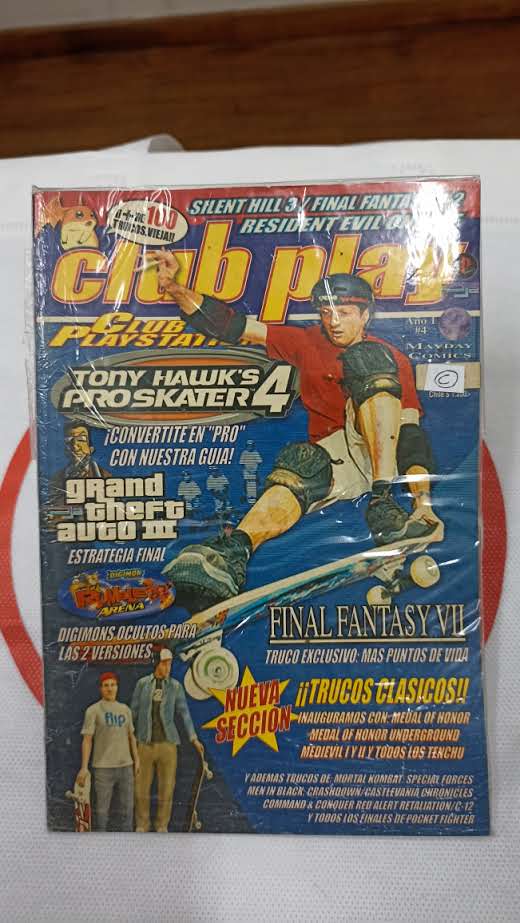 + DE 100
TRUCOS, VIEJA!!
SILENT HILL 3 / FINAL FANTASY
RESIDENT EVIL
club play
CLUB
PLAYSTATION
Año 1
#4
MAYDAY
COMICS
C
TONY HAWK'S
PRO SKATER 4
¡CONVERTITE EN "PRO"
CON NUESTRA GUIA!
grand
theft
auto III
ESTRATEGIA FINAL
DIGIMON
RUMBLE
ARENA
DIGIMONS OCULTOS PARA
LAS 2 VERSIONES
FINAL FANTASY VII
TRUCO EXCLUSIVO: MAS PUNTOS DE VIDA
NUEVA
SECCION
¡¡TRUCOS CLASICOS!!
INAUGURAMOS CON: MEDAL OF HONOR
MEDAL OF HONOR UNDERGROUND
MEDIEVIL I Y II Y TODOS LOS TENCHU
flip
Y ADEMAS TRUCOS DE: MORTAL KOMBAT: SPECIAL FORCES
MEN IN BLACK: CRASHDOWN/CASTLEVANIA CHRONICLES
COMMAND & CONQUER RED ALERT RETALIATION/C-12
Y TODOS LOS FINALES DE POCKET FIGHTER